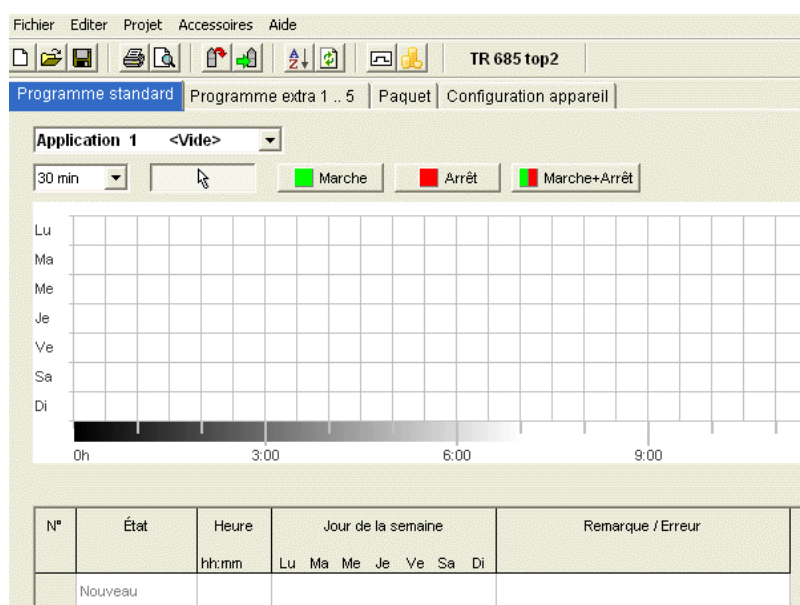 Fichier Editer Projet Accessoires Aide
A Z TR 685 top2
Programme standard Programme extra 1 .. 5 Paquet Configuration appareil
Application 1 <Vide>
30 min Marche Arrêt Marche+Arrêt
Lu
Ma
Me
Je
Ve
Sa
Di
0h 3:00 6:00 9:00
N° État Heure Jour de la semaine Remarque / Erreur
hh:mm Lu Ma Me Je Ve Sa Di
Nouveau